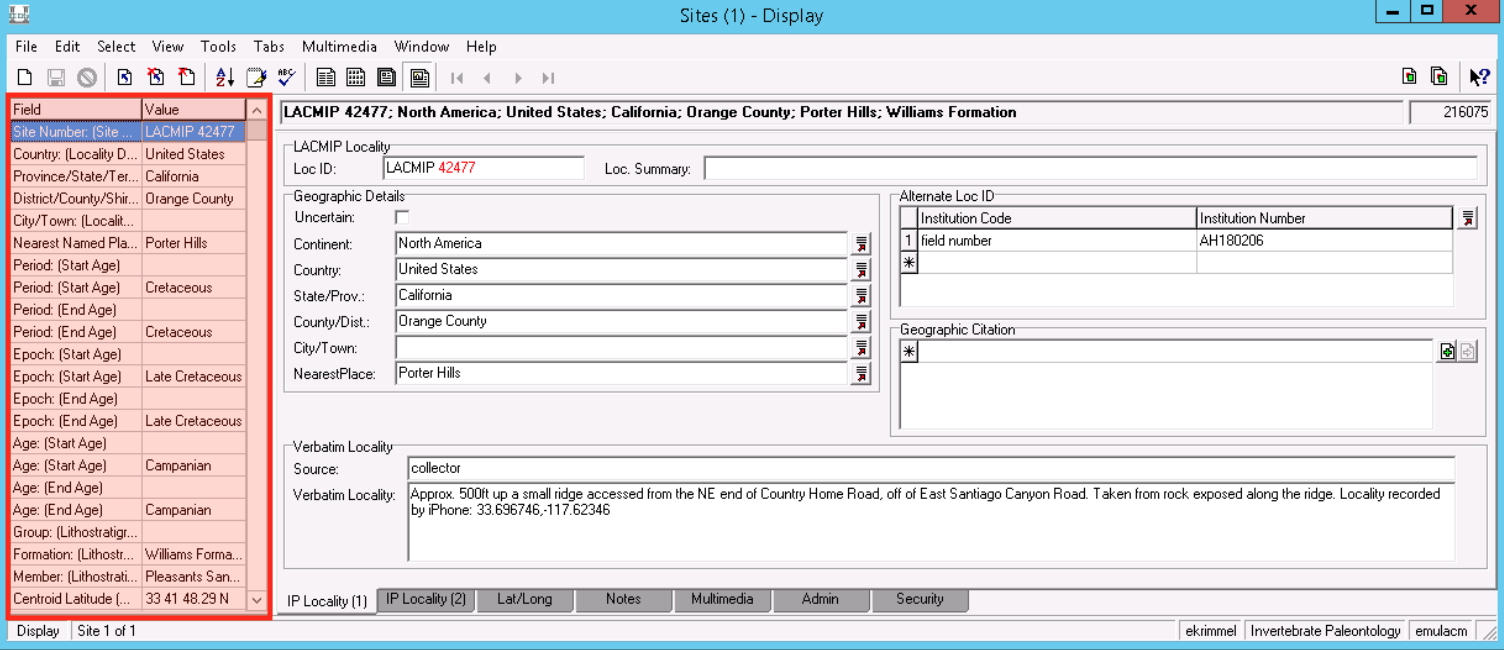 Sites (1) - Display
File Edit Select View Tools Tabs Multimedia Window Help
Field Value
Site Number: (Site ... LACMIP 42477
Country: (Locality D... United States
Province/State/Ter... California
District/County/Shir... Orange County
City/Town: (Localit...
Nearest Named Pla... Porter Hills
Period: (Start Age)
Period: (Start Age) Cretaceous
Period: (End Age)
Period: (End Age) Cretaceous
Epoch: (Start Age)
Epoch: (Start Age) Late Cretaceous
Epoch: (End Age)
Epoch: (End Age) Late Cretaceous
Age: (Start Age)
Age: (Start Age) Campanian
Age: (End Age)
Age: (End Age) Campanian
Group: (Lithostratigr...
Formation: (Lithostr... Williams Forma...
Member: (Lithostrati... Pleasants San...
Centroid Latitude (... 33 41 48.29 N
LACMIP 42477; North America; United States; California; Orange County; Porter Hills; Williams Formation 216075
LACMIP Locality
Loc ID: LACMIP 42477 Loc. Summary:
Geographic Details
Uncertain:
Continent: North America
Country: United States
State/Prov.: California
County/Dist.: Orange County
City/Town:
NearestPlace: Porter Hills
Alternate Loc ID
Institution Code Institution Number
1 field number AH180206
Geographic Citation
Verbatim Locality
Source: collector
Verbatim Locality: Approx. 500ft up a small ridge accessed from the NE end of Country Home Road, off of East Santiago Canyon Road. Taken from rock exposed along the ridge. Locality recorded
by iPhone: 33.696746,-117.62346
IP Locality (1) IP Locality (2) Lat/Long Notes Multimedia Admin Security
Display Site 1 of 1 ekrimmel Invertebrate Paleontology emulacm